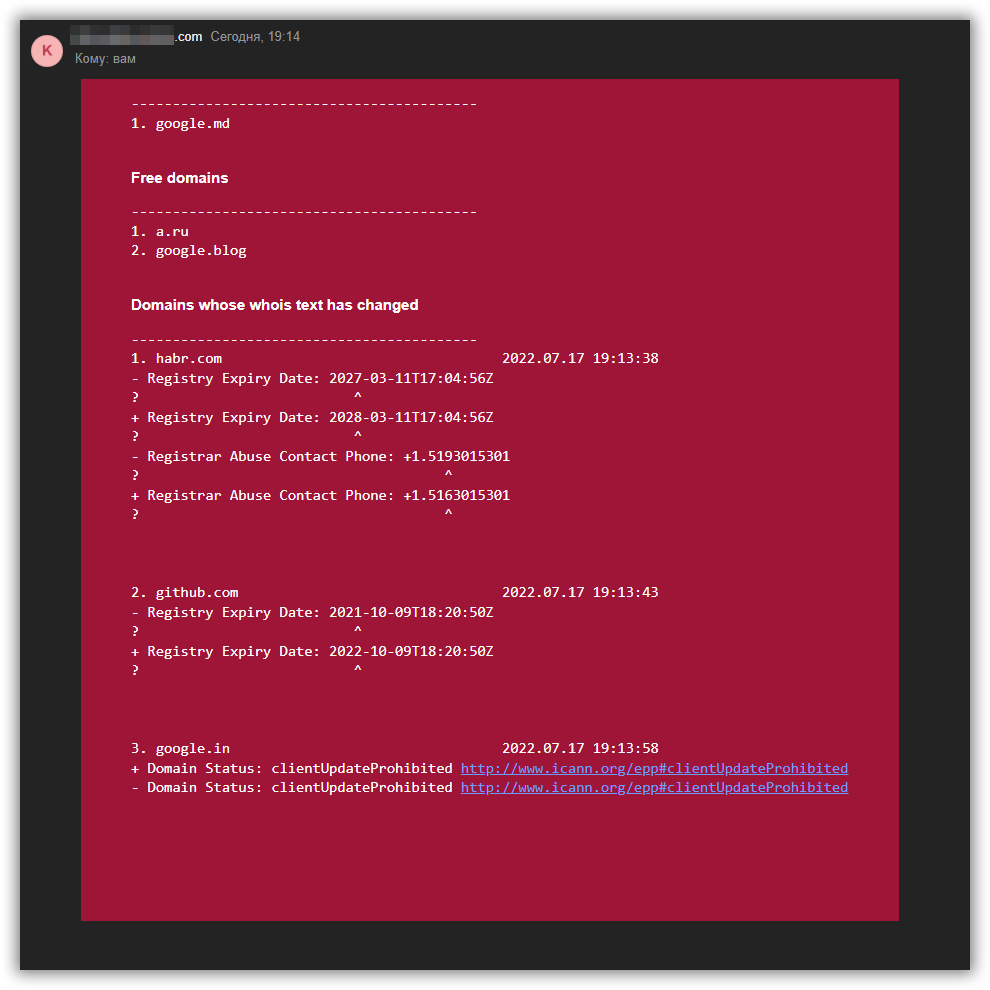 K
.com Сегодня, 19:14
Кому: вам
------------------------------------------
1. google.md
Free domains
------------------------------------------
1. a.ru
2. google.blog
Domains whose whois text has changed
------------------------------------------
1. habr.com 2022.07.17 19:13:38
- Registry Expiry Date: 2027-03-11T17:04:56Z
? ^
+ Registry Expiry Date: 2028-03-11T17:04:56Z
? ^
- Registrar Abuse Contact Phone: +1.5193015301
? ^
+ Registrar Abuse Contact Phone: +1.5163015301
? ^
2. github.com 2022.07.17 19:13:43
- Registry Expiry Date: 2021-10-09T18:20:50Z
? ^
+ Registry Expiry Date: 2022-10-09T18:20:50Z
? ^
3. google.in 2022.07.17 19:13:58
+ Domain Status: clientUpdateProhibited http://www.icann.org/epp#clientUpdateProhibited
- Domain Status: clientUpdateProhibited http://www.icann.org/epp#clientUpdateProhibited